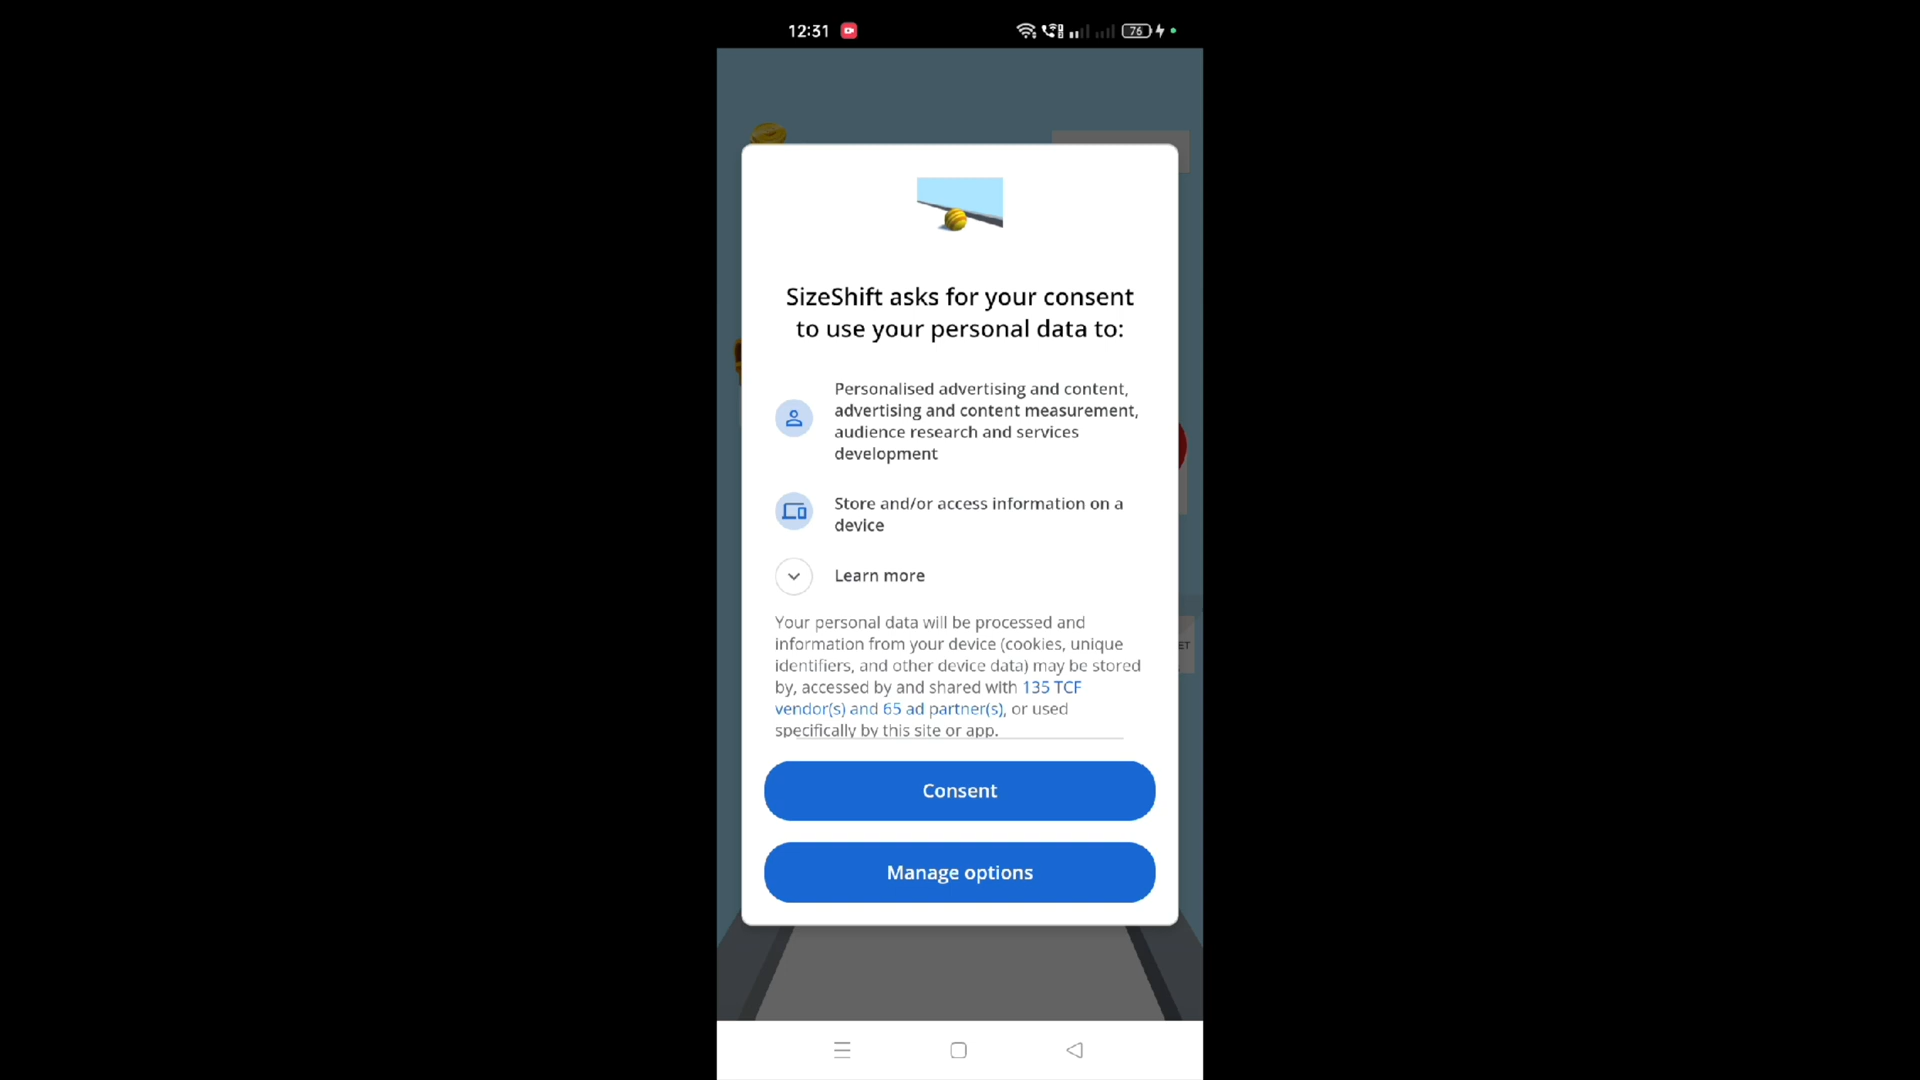 12:31
76
SizeShift asks for your consent
to use your personal data to:
Personalised advertising and content,
advertising and content measurement,
audience research and services
development
Store and/or access information on a
device
Learn more
Your personal data will be processed and
information from your device (cookies, unique
identifiers, and other device data) may be stored
by, accessed by and shared with 135 TCF
vendor(s) and 65 ad partner(s), or used
specifically by this site or app.
ET
Consent
Manage options